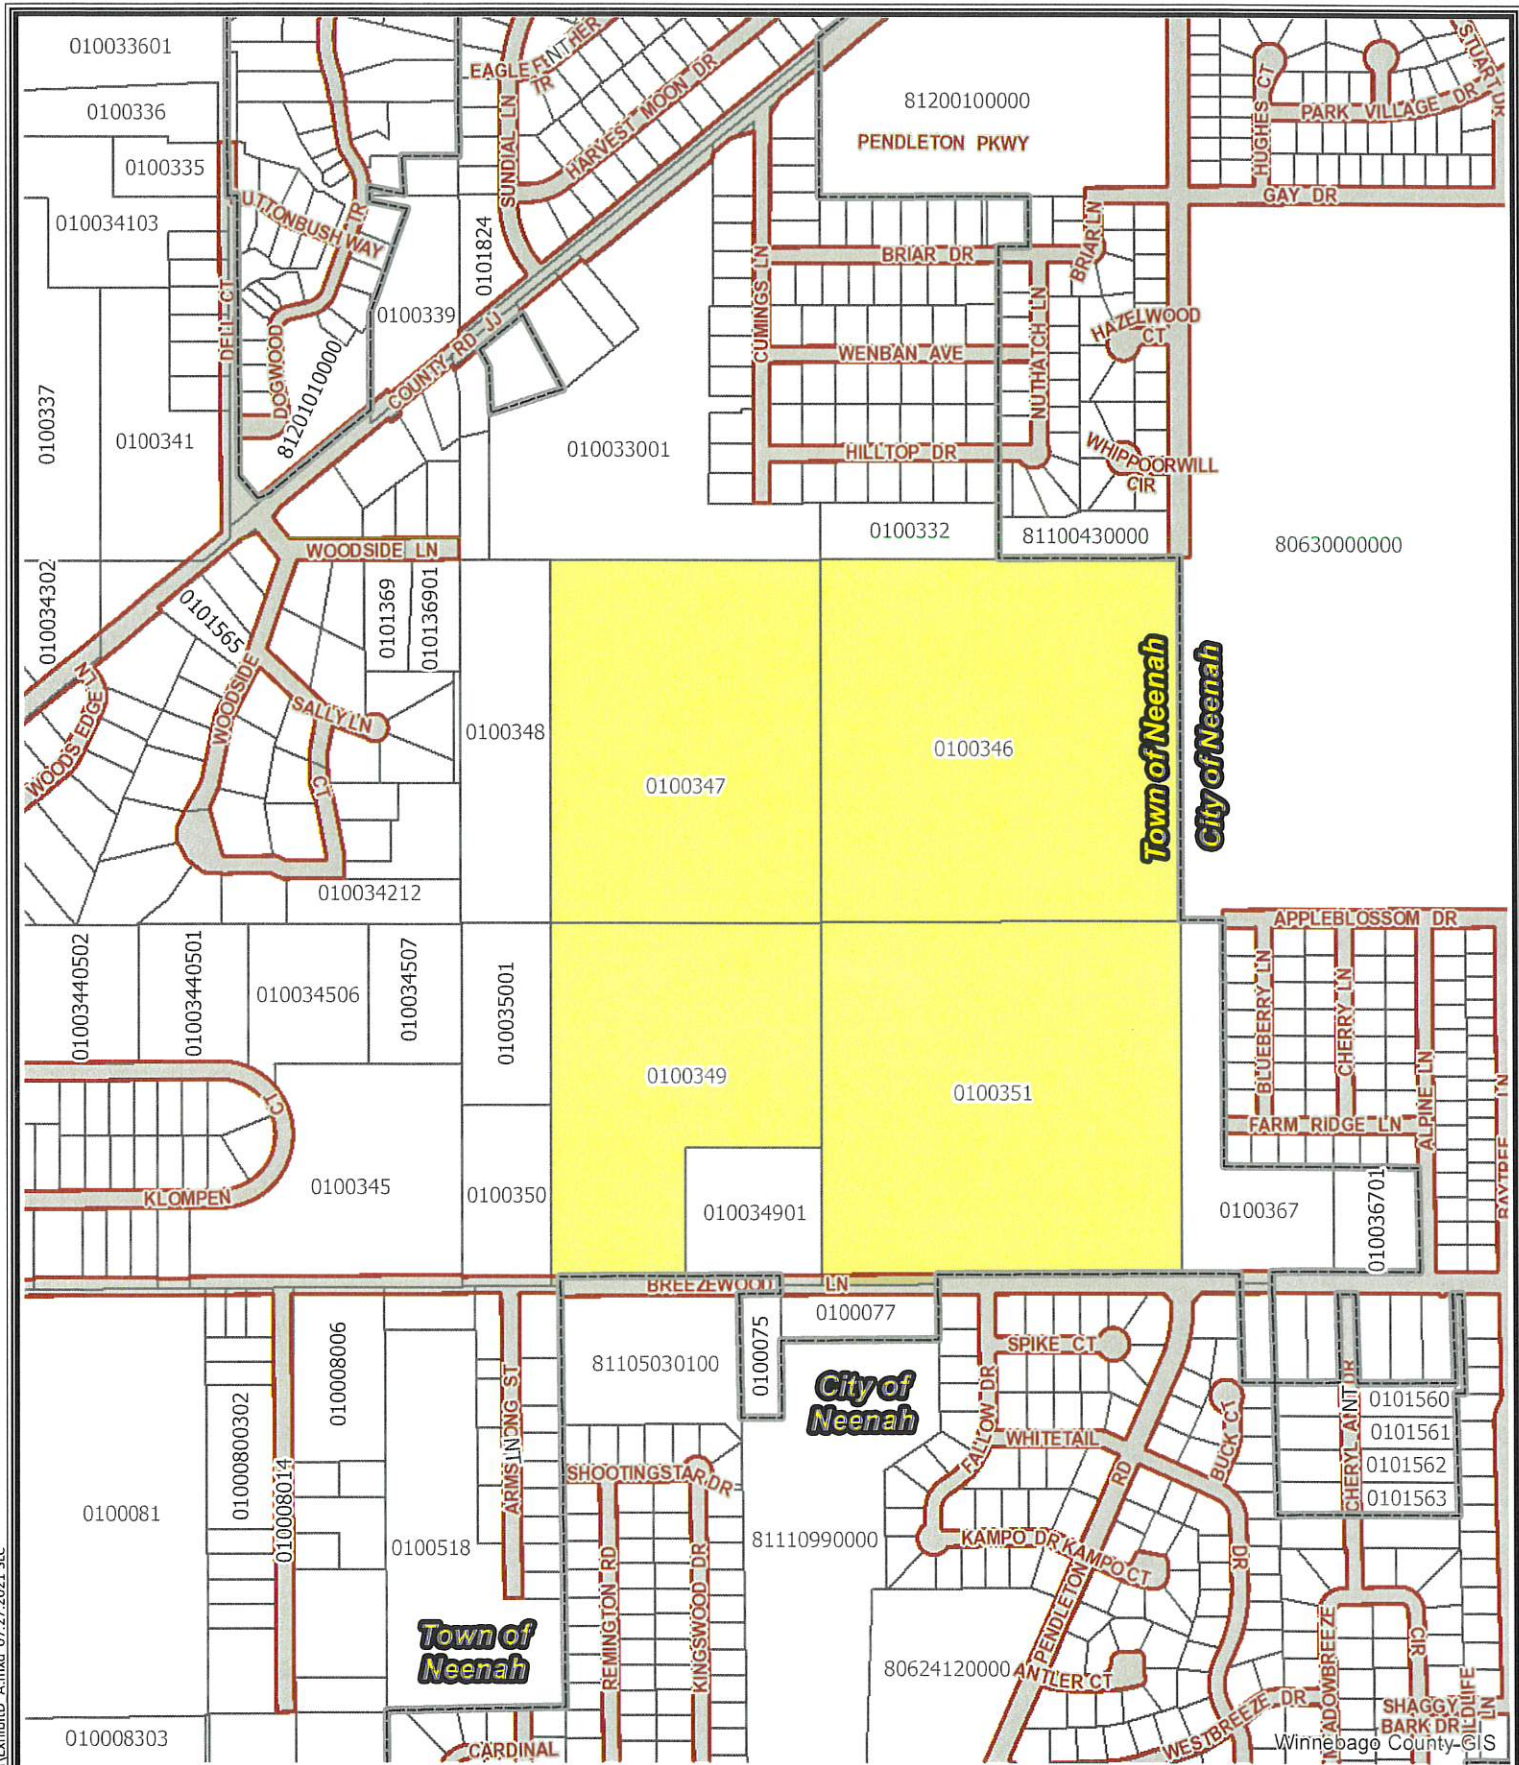 010033601
0100336
0100335
010034103
UTTONBUSH WAY
TR
DELL CT
DOGWOOD
81201010000
0100339
0101824
EAGLE
TR
SUNDIAL LN
HARVEST MOON DR
COUNTY RD JJ
81200100000
PENDLETON PKWY
HUGHES CT
PARK VILLAGE DR
STUART DR
GAY DR
BRIAR LN
BRIAR DR
CUMINGS LN
WENBAN AVE
NUTHATCH LN
HAZELWOOD
CT
HILLTOP DR
WHIPPOORWILL
CIR
0100337
0100341
010033001
0100332
81100430000
80630000000
010034302
WOODSIDE LN
0101565
0101369
010136901
WOODS EDGE
LN
WOODSIDE
SALLY LN
CT
0100348
0100347
0100346
Town of Neenah
City of Neenah
010034212
01003440502
01003440501
010034506
010034507
010035001
0100349
0100351
APPLEBLOSSOM DR
BLUEBERRY LN
CHERRY LN
ALPINE LN
BAYTREE LN
FARM RIDGE LN
CT
KLOMPEN
0100345
0100350
010034901
0100367
010036701
BREEZEWOOD LN
0100081
01000800302
010008014
010008006
0100518
ARMSTRONG ST
81105030100
0100075
0100077
City of
Neenah
SPIKE CT
FALLOW DR
WHITETAIL
DR
BUCK CT
RD
PENDLETON
CHERYL ANN DR
0101560
0101561
0101562
0101563
SHOOTINGSTAR DR
REMINGTON RD
KINGSWOOD DR
81110990000
KAMPO DR
KAMPO CT
Town of
Neenah
80624120000
ANTLER CT
WESTBREEZE DR
MEADOWBREEZE
CIR
SHAGGY
BARK DR
WILDLIFE
LN
010008303
CARDINAL
Winnebago County GIS